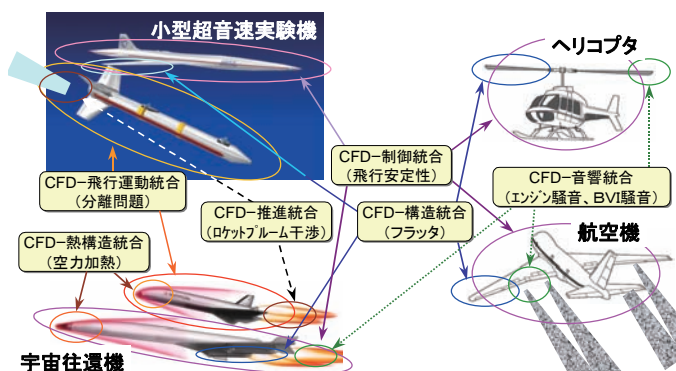 小型超音速実験機
ヘリコプタ
CFD-制御統合
(飛行安定性)
CFD-飛行運動統合
(分離問題)
CFD-音響統合
(エンジン騒音、BVI騒音)
CFD-推進統合
(ロケットプルーム干渉)
CFD-構造統合
(フラッタ)
航空機
CFD-熱構造統合
(空力加熱)
宇宙往還機